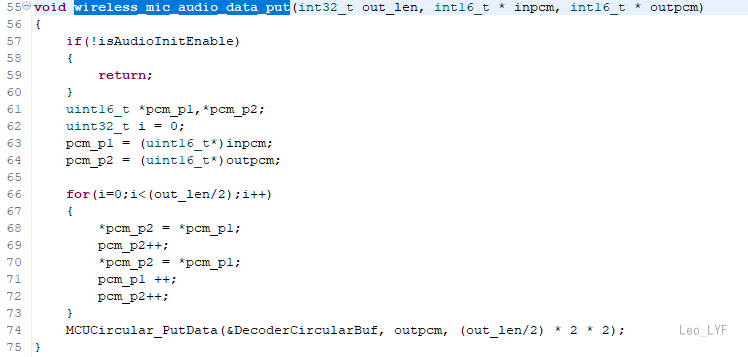 55 void wireless_mic_audio_data_put(int32_t out_len, int16_t * inpcm, int16_t * outpcm)
56 {
57     if(!isAudioInitEnable)
58     {
59         return;
60     }
61     uint16_t *pcm_p1,*pcm_p2;
62     uint32_t i = 0;
63     pcm_p1 = (uint16_t*)inpcm;
64     pcm_p2 = (uint16_t*)outpcm;
65
66     for(i=0;i<(out_len/2);i++)
67     {
68         *pcm_p2 = *pcm_p1;
69         pcm_p2++;
70         *pcm_p2 = *pcm_p1;
71         pcm_p1 ++;
72         pcm_p2++;
73     }
74     MCUCircular_PutData(&DecoderCircularBuf, outpcm, (out_len/2) * 2 * 2); Leo_LYF
75 }